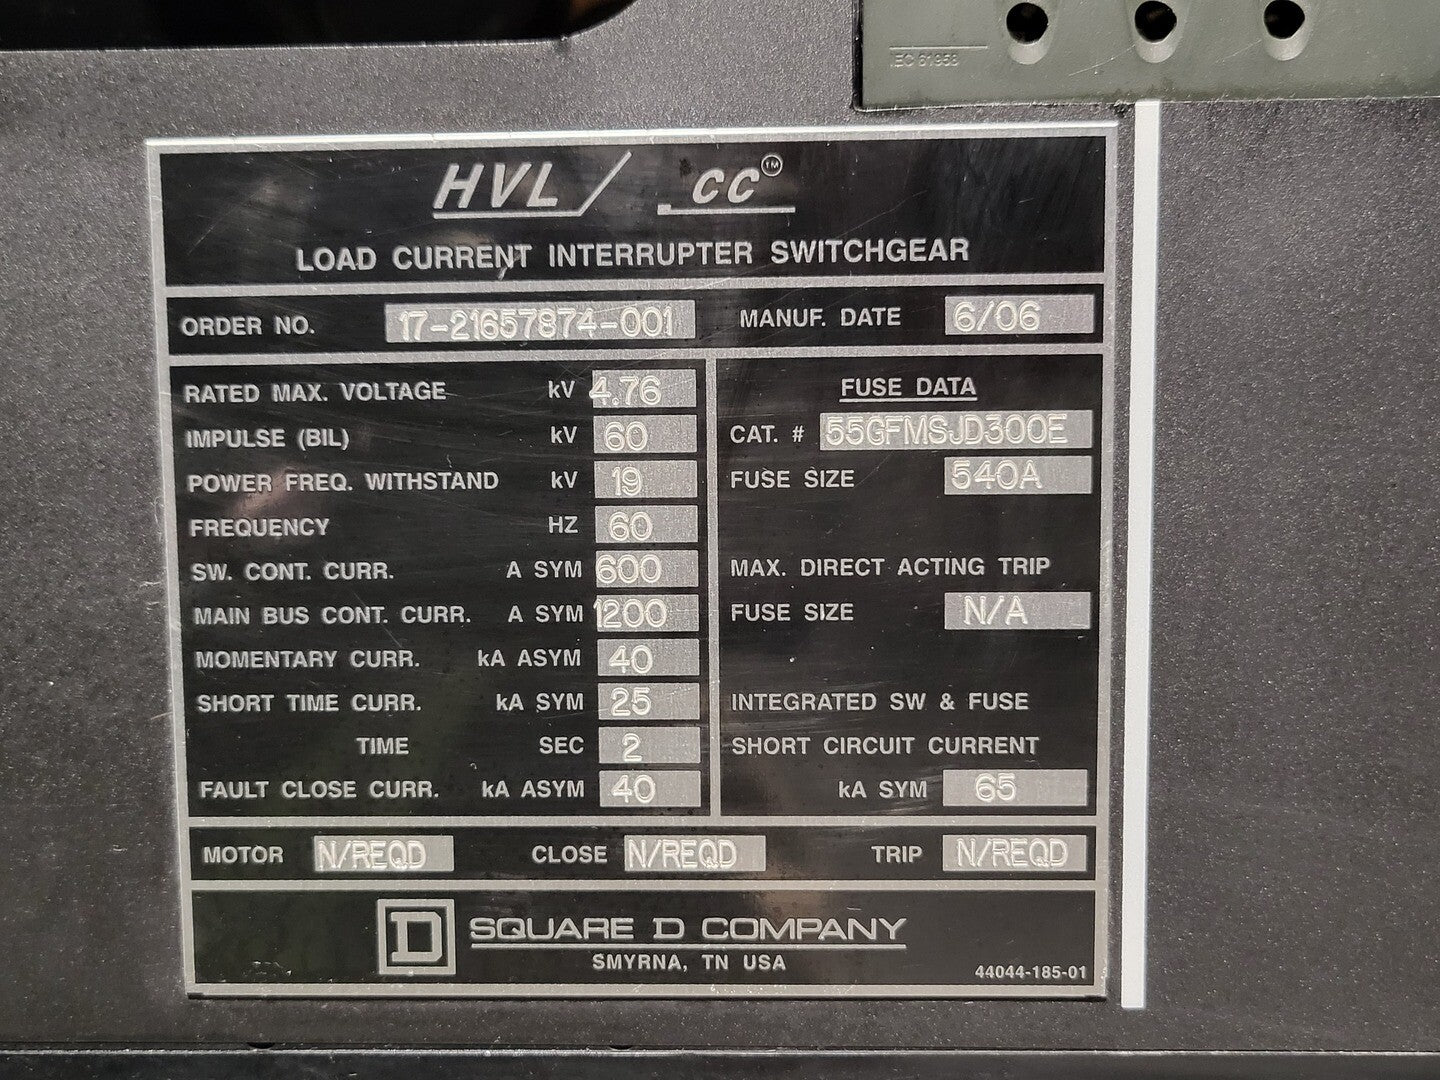 IEC 61958
HVL/cc™
LOAD CURRENT INTERRUPTER SWITCHGEAR
ORDER NO. 17-21657874-001 MANUF. DATE 6/06
RATED MAX. VOLTAGE kV 4.76
IMPULSE (BIL) kV 60
POWER FREQ. WITHSTAND kV 19
FREQUENCY HZ 60
SW. CONT. CURR. A SYM 600
MAIN BUS CONT. CURR. A SYM 1200
MOMENTARY CURR. kA ASYM 40
SHORT TIME CURR. kA SYM 25
TIME SEC 2
FAULT CLOSE CURR. kA ASYM 40
FUSE DATA
CAT. # 55GFMSJD300E
FUSE SIZE 540A
MAX. DIRECT ACTING TRIP
FUSE SIZE N/A
INTEGRATED SW & FUSE
SHORT CIRCUIT CURRENT
kA SYM 65
MOTOR N/REQD CLOSE N/REQD TRIP N/REQD
D SQUARE D COMPANY
SMYRNA, TN USA
44044-185-01